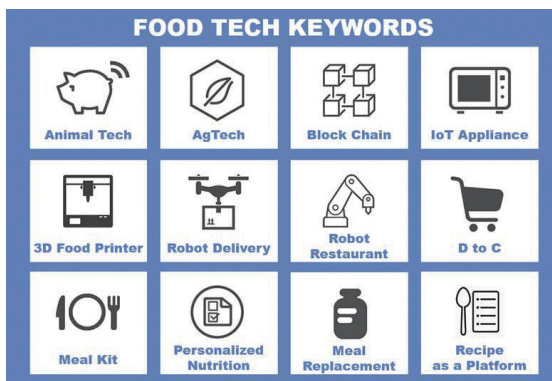 FOOD TECH KEYWORDS
Animal Tech
AgTech
Block Chain
IoT Appliance
3D Food Printer
Robot Delivery
Robot
Restaurant
D to C
Meal Kit
Personalized
Nutrition
Meal
Replacement
Recipe
as a Platform